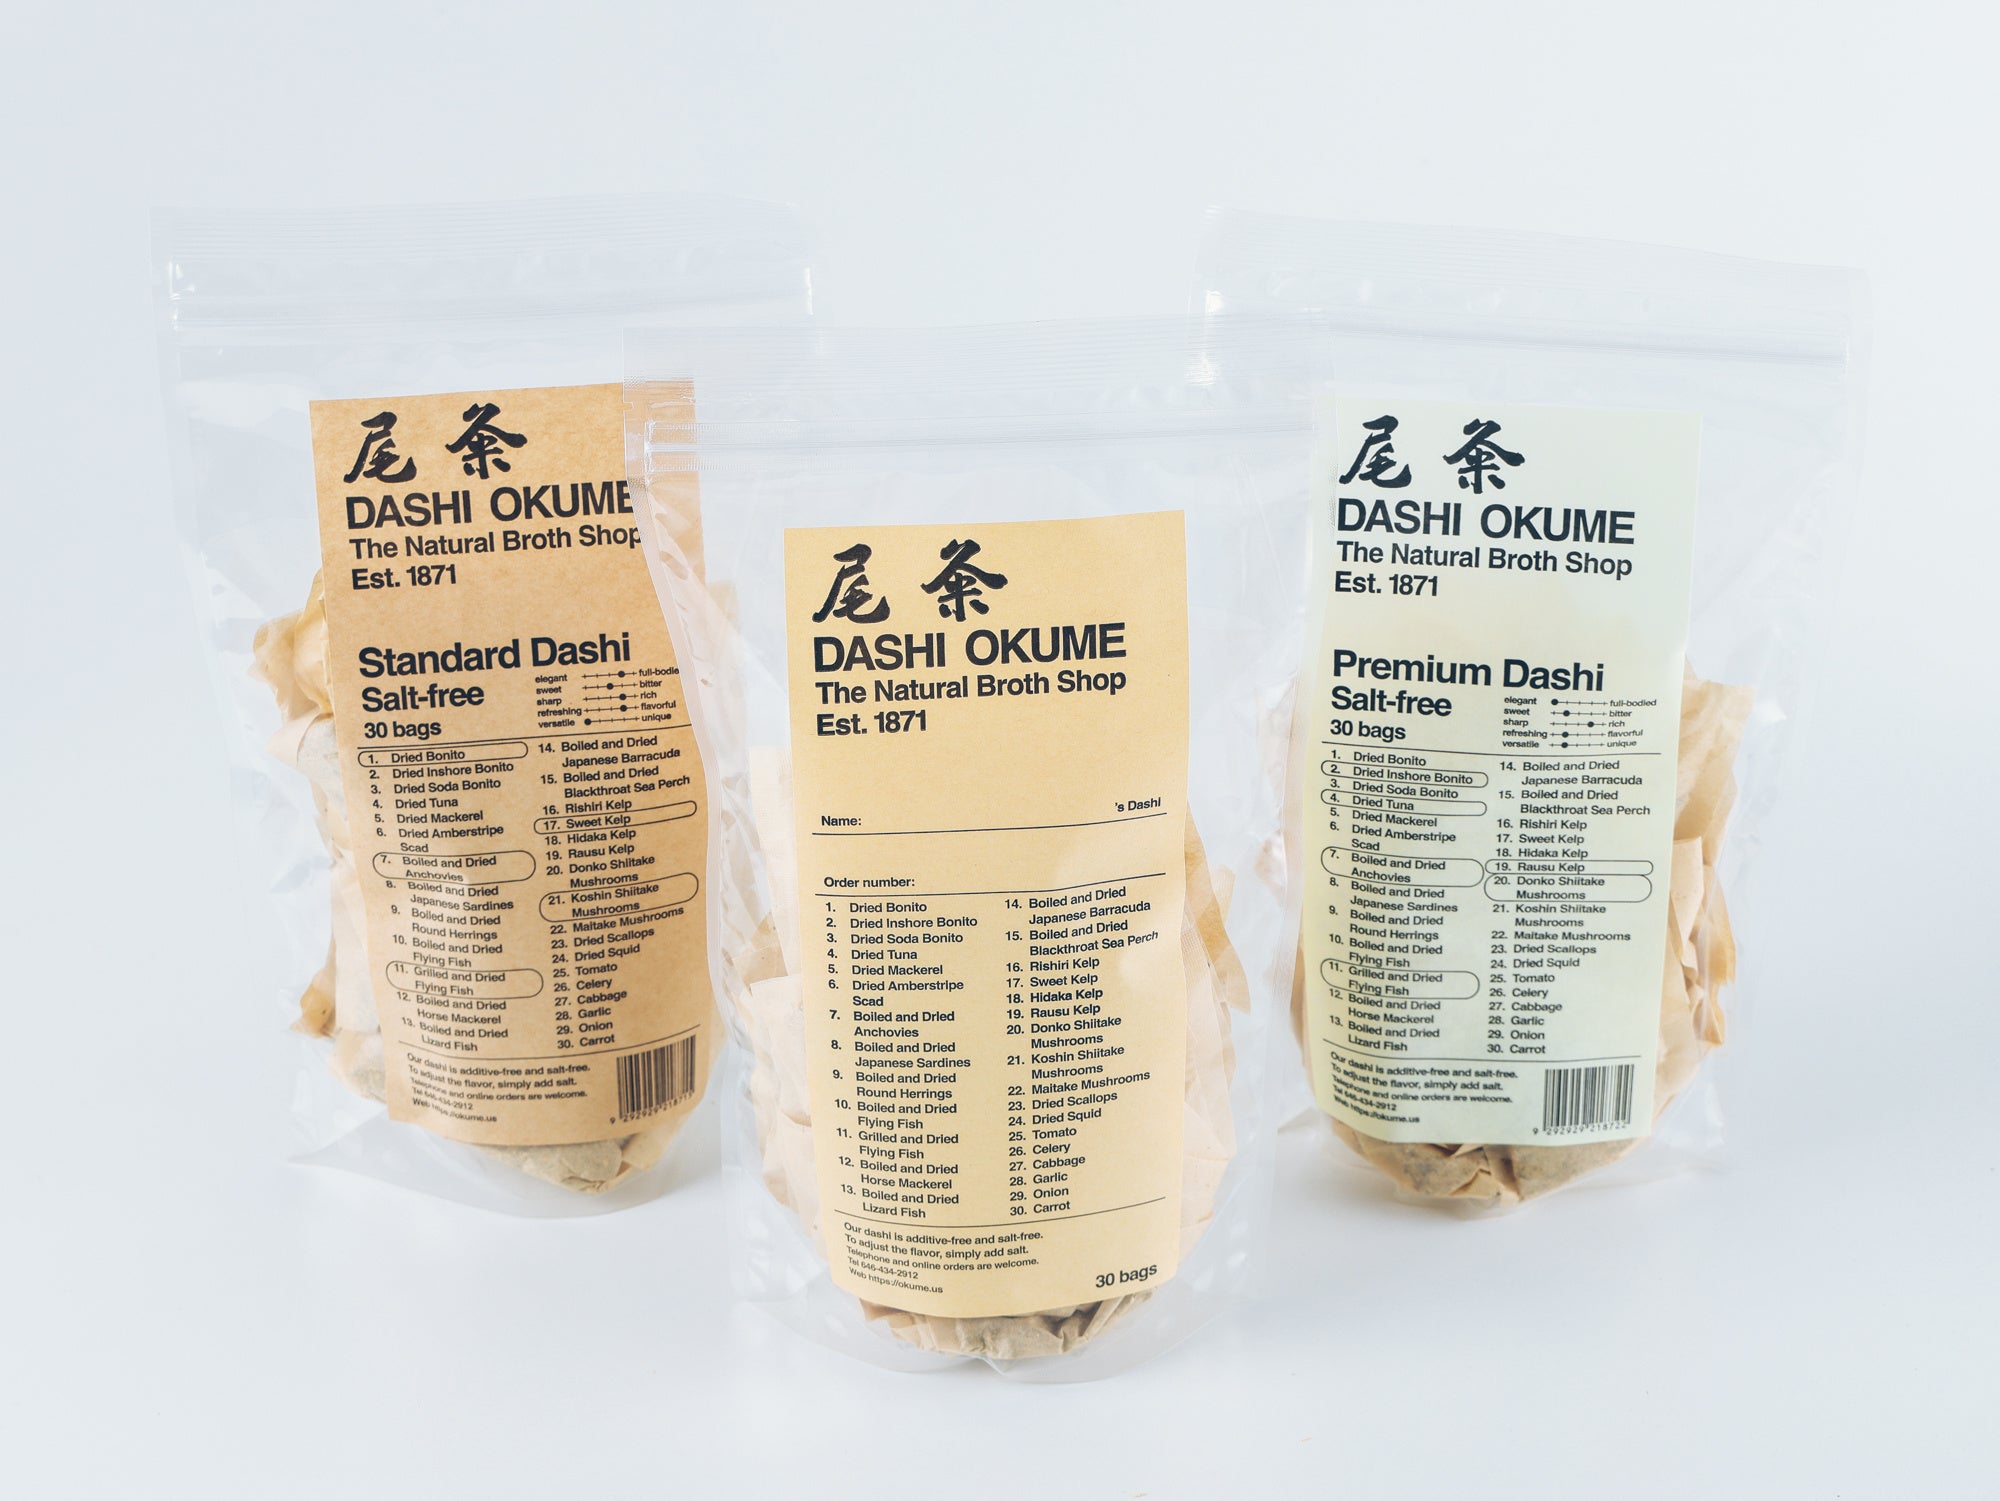 尾粂
DASHI OKUME
The Natural Broth Shop
Est. 1871
Standard Dashi
Salt-free
30 bags
elegant full-bodie
sweet bitter
sharp rich
refreshing flavorful
versatile unique
1. Dried Bonito
2. Dried Inshore Bonito
3. Dried Soda Bonito
4. Dried Tuna
5. Dried Mackerel
6. Dried Amberstripe
Scad
7. Boiled and Dried
Anchovies
8. Boiled and Dried
Japanese Sardines
9. Boiled and Dried
Round Herrings
10. Boiled and Dried
Flying Fish
11. Grilled and Dried
Flying Fish
12. Boiled and Dried
Horse Mackerel
13. Boiled and Dried
Lizard Fish
14. Boiled and Dried
Japanese Barracuda
15. Boiled and Dried
Blackthroat Sea Perch
16. Rishiri Kelp
17. Sweet Kelp
18. Hidaka Kelp
19. Rausu Kelp
20. Donko Shiitake
Mushrooms
21. Koshin Shiitake
Mushrooms
22. Maitake Mushrooms
23. Dried Scallops
24. Dried Squid
25. Tomato
26. Celery
27. Cabbage
28. Garlic
29. Onion
30. Carrot
Our dashi is additive-free and salt-free.
To adjust the flavor, simply add salt.
Telephone and online orders are welcome.
Tel 646-434-2912
Web https://okume.us
尾粂
DASHI OKUME
The Natural Broth Shop
Est. 1871
's Dashi
Name:
Order number:
1. Dried Bonito
2. Dried Inshore Bonito
3. Dried Soda Bonito
4. Dried Tuna
5. Dried Mackerel
6. Dried Amberstripe
Scad
7. Boiled and Dried
Anchovies
8. Boiled and Dried
Japanese Sardines
9. Boiled and Dried
Round Herrings
10. Boiled and Dried
Flying Fish
11. Grilled and Dried
Flying Fish
12. Boiled and Dried
Horse Mackerel
13. Boiled and Dried
Lizard Fish
14. Boiled and Dried
Japanese Barracuda
15. Boiled and Dried
Blackthroat Sea Perch
16. Rishiri Kelp
17. Sweet Kelp
18. Hidaka Kelp
19. Rausu Kelp
20. Donko Shiitake
Mushrooms
21. Koshin Shiitake
Mushrooms
22. Maitake Mushrooms
23. Dried Scallops
24. Dried Squid
25. Tomato
26. Celery
27. Cabbage
28. Garlic
29. Onion
30. Carrot
Our dashi is additive-free and salt-free.
To adjust the flavor, simply add salt.
Telephone and online orders are welcome.
Tel 646-434-2912
Web https://okume.us
30 bags
尾粂
DASHI OKUME
The Natural Broth Shop
Est. 1871
Premium Dashi
Salt-free
30 bags
elegant full-bodied
sweet bitter
sharp rich
refreshing flavorful
versatile unique
1. Dried Bonito
2. Dried Inshore Bonito
3. Dried Soda Bonito
4. Dried Tuna
5. Dried Mackerel
6. Dried Amberstripe
Scad
7. Boiled and Dried
Anchovies
8. Boiled and Dried
Japanese Sardines
9. Boiled and Dried
Round Herrings
10. Boiled and Dried
Flying Fish
11. Grilled and Dried
Flying Fish
12. Boiled and Dried
Horse Mackerel
13. Boiled and Dried
Lizard Fish
14. Boiled and Dried
Japanese Barracuda
15. Boiled and Dried
Blackthroat Sea Perch
16. Rishiri Kelp
17. Sweet Kelp
18. Hidaka Kelp
19. Rausu Kelp
20. Donko Shiitake
Mushrooms
21. Koshin Shiitake
Mushrooms
22. Maitake Mushrooms
23. Dried Scallops
24. Dried Squid
25. Tomato
26. Celery
27. Cabbage
28. Garlic
29. Onion
30. Carrot
Our dashi is additive-free and salt-free.
To adjust the flavor, simply add salt.
Telephone and online orders are welcome.
Tel 646-434-2912
Web https://okume.us